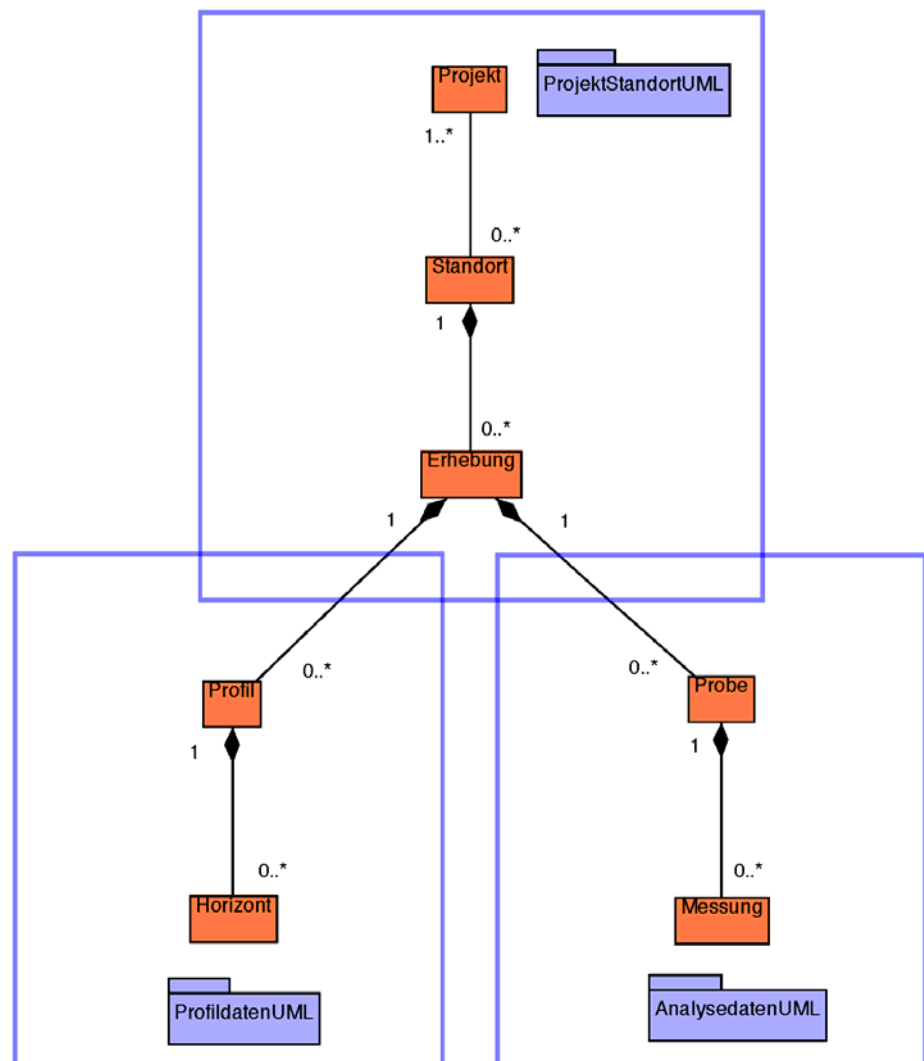 Projekt
ProjektStandortUML
1..*
0..*
Standort
1
0..*
Erhebung
1
1
0..*
0..*
Profil
Probe
1
1
0..*
0..*
Horizont
Messung
ProfildatenUML
AnalysedatenUML